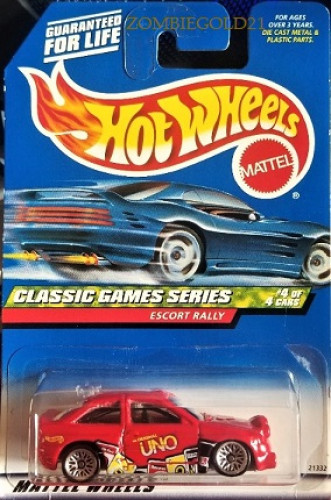 GUARANTEED
FOR LIFE
ZOMBIEGOLD21
FOR AGES
OVER 3 YEARS.
DIE CAST METAL &
PLASTIC PARTS.
Hot Wheels
MATTEL
®
CLASSIC GAMES SERIES
#4 OF
4 CARS
ESCORT RALLY
UNO
21332
MATTEL WHEELS